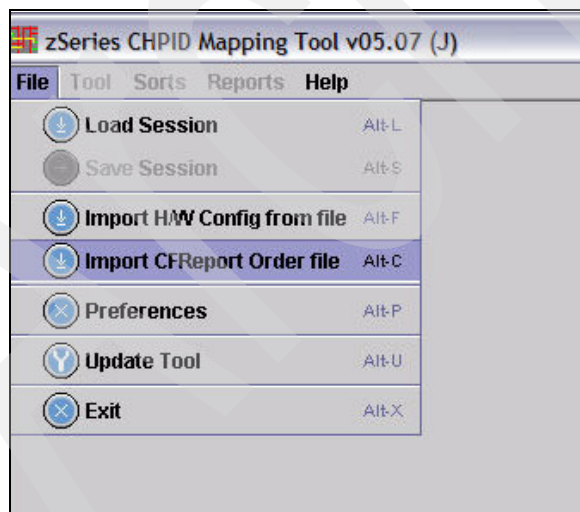 zSeries CHPID Mapping Tool v05.07 (J)
File Tool Sorts Reports Help
Load Session Alt-L
Save Session Alt-S
Import H/W Config from file Alt-F
Import CFReport Order file Alt-C
Preferences Alt-P
Update Tool Alt-U
Exit Alt-X